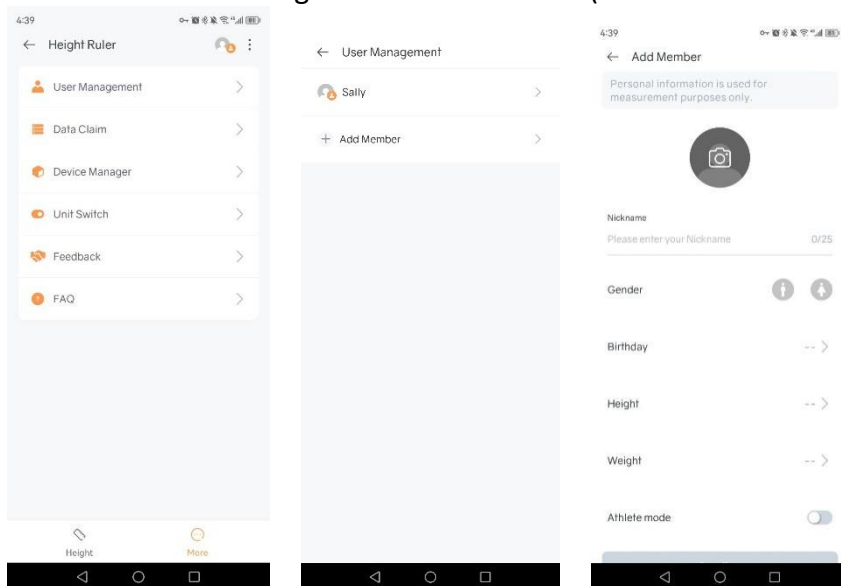 4:39
Height Ruler
User Management
Data Claim
Device Manager
Unit Switch
Feedback
FAQ
Height
More
User Management
Sally
Add Member
4:39
Add Member
Personal information is used for
measurement purposes only.
Nickname
Please enter your Nickname 0/25
Gender
Birthday --
Height --
Weight --
Athlete mode